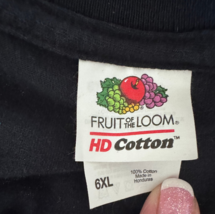 FRUIT OF THE LOOM®
HD Cotton™
6XL
100% Cotton
Made in
Honduras